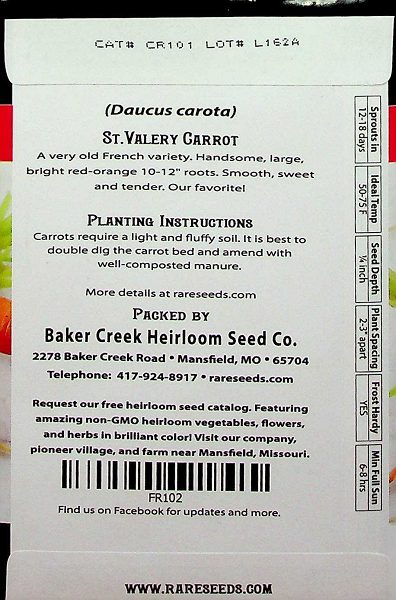 CAT# CR101 LOT# L162A
(Daucus carota)
St.Valery Carrot
A very old French variety. Handsome, large,
bright red-orange 10-12" roots. Smooth, sweet
and tender. Our favorite!
Planting Instructions
Carrots require a light and fluffy soil. It is best to
double dig the carrot bed and amend with
well-composted manure.
More details at rareseeds.com
Packed by
Baker Creek Heirloom Seed Co.
2278 Baker Creek Road • Mansfield, MO • 65704
Telephone: 417-924-8917 • rareseeds.com
Request our free heirloom seed catalog. Featuring
amazing non-GMO heirloom vegetables, flowers,
and herbs in brilliant color! Visit our company,
pioneer village, and farm near Mansfield, Missouri.
FR102
Find us on Facebook for updates and more.
www.rareseeds.com
Sprouts in
12-18 days
Ideal Temp
50-75 F
Seed Depth
¼ inch
Plant Spacing
2-3" apart
Frost Hardy
YES
Min Full Sun
6-8 hrs